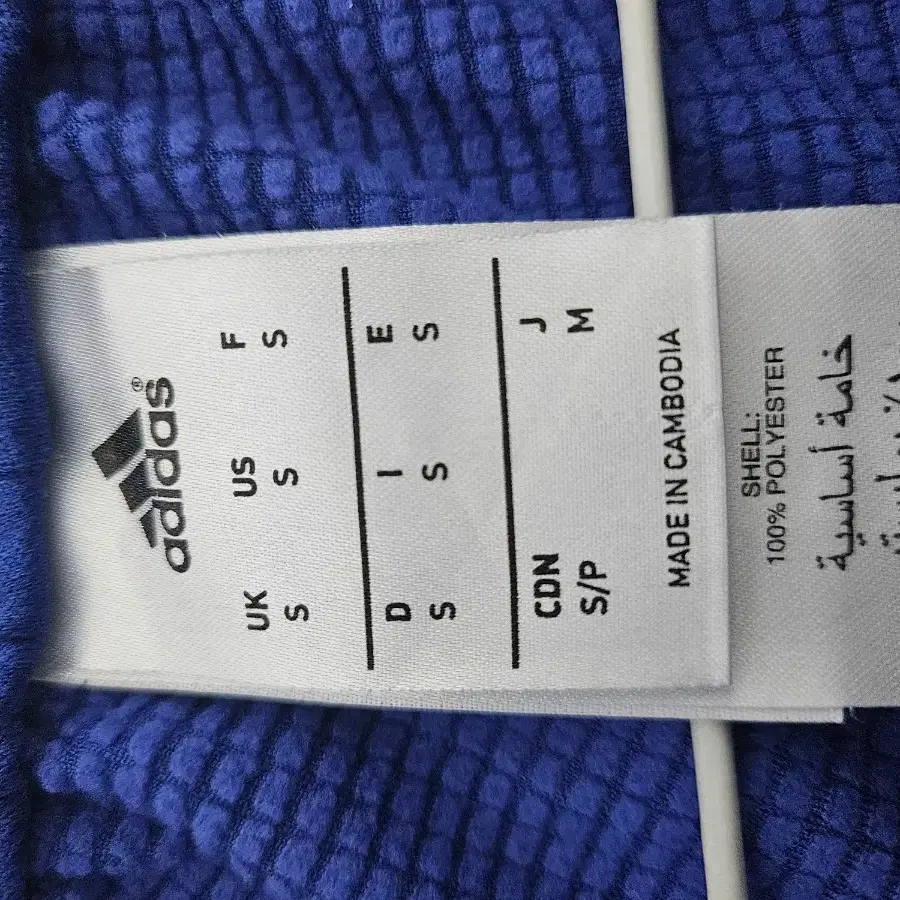 adidas®
UK US F
S S S
D I E
S S S
CDN J
S/P M
MADE IN CAMBODIA
SHELL:
100% POLYESTER
خامة أساسية